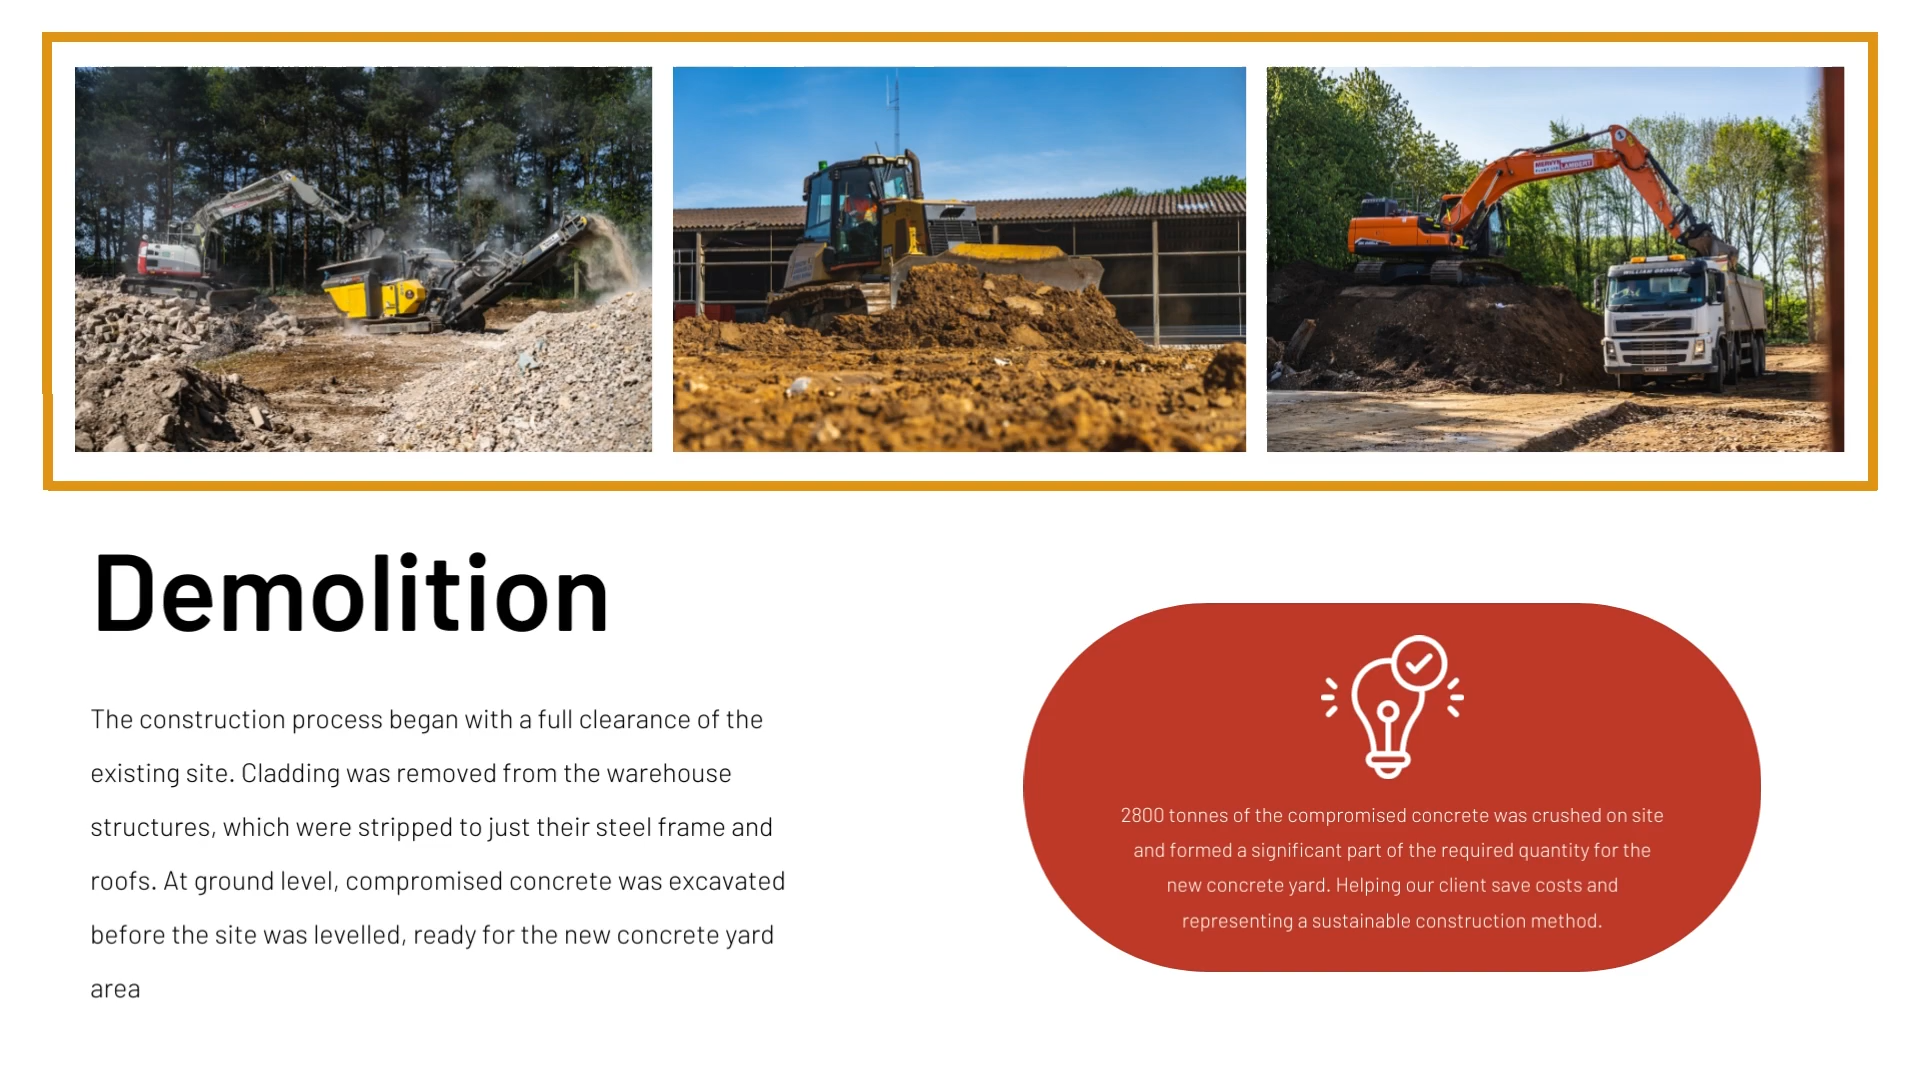 MERVYN LAMBERT
WILLIAM GEORGE
Demolition
The construction process began with a full clearance of the
existing site. Cladding was removed from the warehouse
structures, which were stripped to just their steel frame and
roofs. At ground level, compromised concrete was excavated
before the site was levelled, ready for the new concrete yard
area
2800 tonnes of the compromised concrete was crushed on site
and formed a significant part of the required quantity for the
new concrete yard. Helping our client save costs and
representing a sustainable construction method.